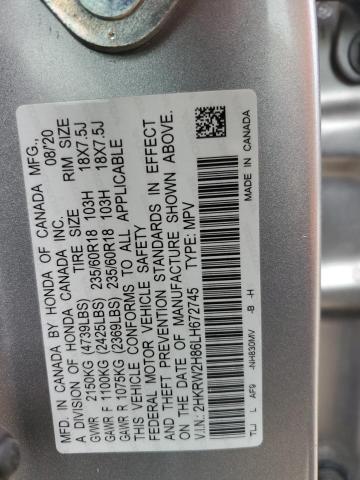 MADE IN CANADA BY HONDA OF CANADA MFG.,
A DIVISION OF HONDA CANADA INC. 08/20
TIRE SIZE RIM SIZE
GVWR 2150KG (4739LBS)
GAWR F 1100KG (2425LBS) 235/60R18 103H 18X7.5J
GAWR R 1075KG (2369LBS) 235/60R18 103H 18X7.5J
THIS VEHICLE CONFORMS TO ALL APPLICABLE
FEDERAL MOTOR VEHICLE SAFETY
AND THEFT PREVENTION STANDARDS IN EFFECT
ON THE DATE OF MANUFACTURE SHOWN ABOVE.
V.I.N.: 2HKRW2H86LH672745 TYPE: MPV
TLJ L AF9 -NH830MV -B -H MADE IN CANADA